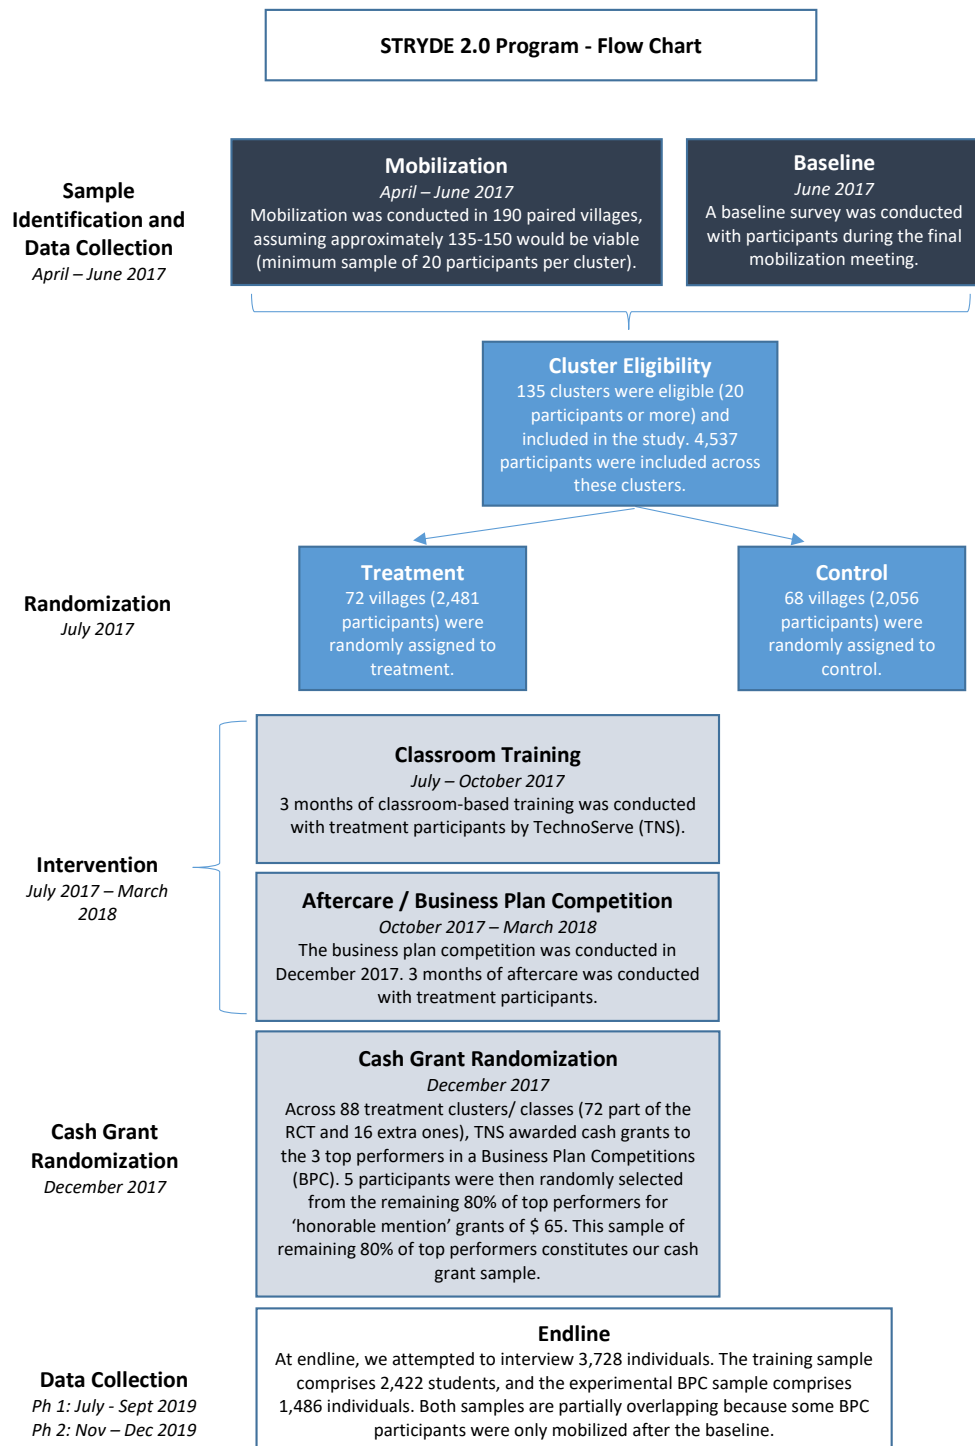 STRYDE 2.0 Program - Flow Chart
Sample
Identification and
Data Collection
April – June 2017
Mobilization
April – June 2017
Mobilization was conducted in 190 paired villages,
assuming approximately 135-150 would be viable
(minimum sample of 20 participants per cluster).
Baseline
June 2017
A baseline survey was conducted
with participants during the final
mobilization meeting.
Cluster Eligibility
135 clusters were eligible (20
participants or more) and
included in the study. 4,537
participants were included across
these clusters.
Randomization
July 2017
Treatment
72 villages (2,481
participants) were
randomly assigned to
treatment.
Control
68 villages (2,056
participants) were
randomly assigned to
control.
Intervention
July 2017 – March
2018
Classroom Training
July – October 2017
3 months of classroom-based training was conducted
with treatment participants by TechnoServe (TNS).
Aftercare / Business Plan Competition
October 2017 – March 2018
The business plan competition was conducted in
December 2017. 3 months of aftercare was conducted
with treatment participants.
Cash Grant
Randomization
December 2017
Cash Grant Randomization
December 2017
Across 88 treatment clusters/ classes (72 part of the
RCT and 16 extra ones), TNS awarded cash grants to
the 3 top performers in a Business Plan Competitions
(BPC). 5 participants were then randomly selected
from the remaining 80% of top performers for
‘honorable mention’ grants of $ 65. This sample of
remaining 80% of top performers constitutes our cash
grant sample.
Data Collection
Ph 1: July - Sept 2019
Ph 2: Nov – Dec 2019
Endline
At endline, we attempted to interview 3,728 individuals. The training sample
comprises 2,422 students, and the experimental BPC sample comprises
1,486 individuals. Both samples are partially overlapping because some BPC
participants were only mobilized after the baseline.